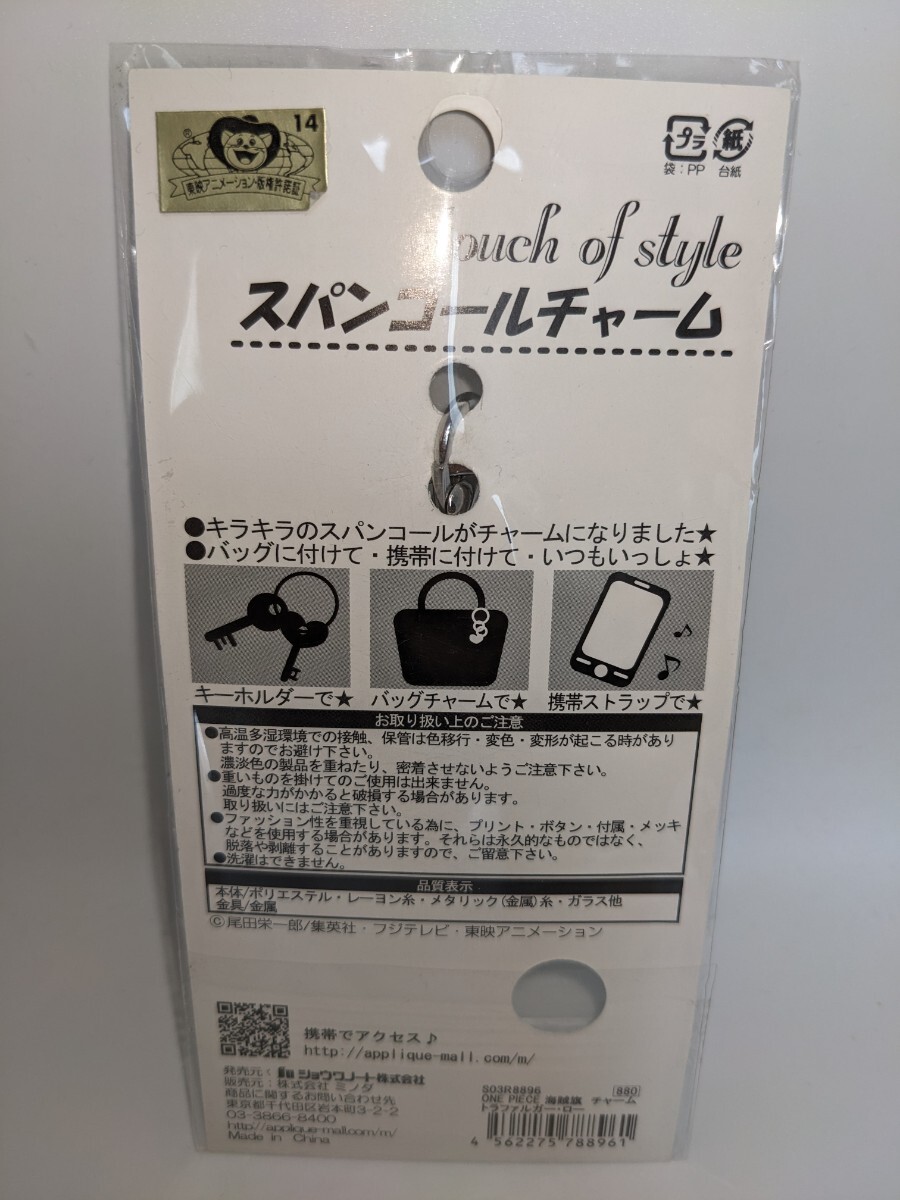 14
®
東映アニメーション・版権許諾証
プラ 紙
袋：PP 台紙
ouch of style
スパンコールチャーム
●キラキラのスパンコールがチャームになりました★
●バッグに付けて・携帯に付けて・いつもいっしょ★
キーホルダーで★ バッグチャームで★ 携帯ストラップで★
お取り扱い上のご注意
●高温多湿環境での接触、保管は色移行・変色・変形が起こる時があり
ますのでお避け下さい。
濃淡色の製品を重ねたり、密着させないようご注意下さい。
●重いものを掛けてのご使用は出来ません。
過度な力がかかると破損する場合があります。
取り扱いにはご注意下さい。
●ファッション性を重視している為に、プリント・ボタン・付属・メッキ
などを使用する場合があります。それらは永久的なものではなく、
脱落や剥離することがありますので、ご留意下さい。
●洗濯はできません。
品質表示
本体/ポリエステル・レーヨン糸・メタリック(金属)糸・ガラス他
金具/金属
©尾田栄一郎/集英社・フジテレビ・東映アニメーション
携帯でアクセス♪
http://applique-mall.com/m/
発売元：ショウワノート株式会社
販売元：株式会社 ミノダ
商品に関するお問い合わせ先
東京都千代田区岩本町3-2-2
03-3866-8400
http//applique-mall.com/m/
Made in China
S03R8896 [880]
ONE PIECE 海賊旗 チャーム
トラファルガー・ロー
4 562275 788961